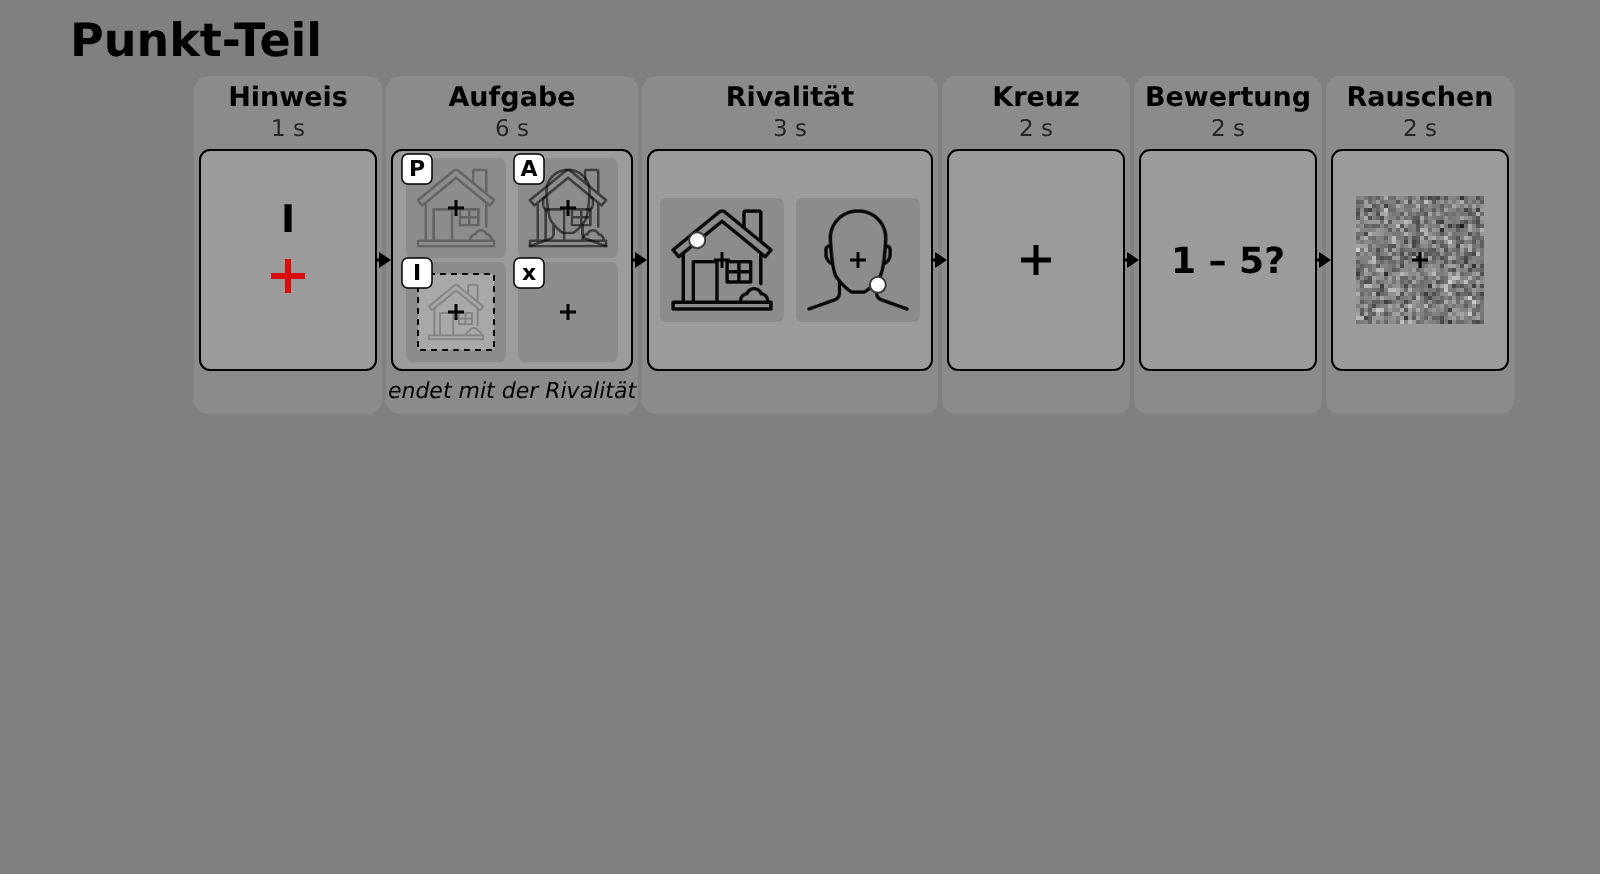 Punkt-Teil
Hinweis
1 s
I
Aufgabe
6 s
P
A
I
x
endet mit der Rivalität
Rivalität
3 s
Kreuz
2 s
Bewertung
2 s
1 – 5?
Rauschen
2 s